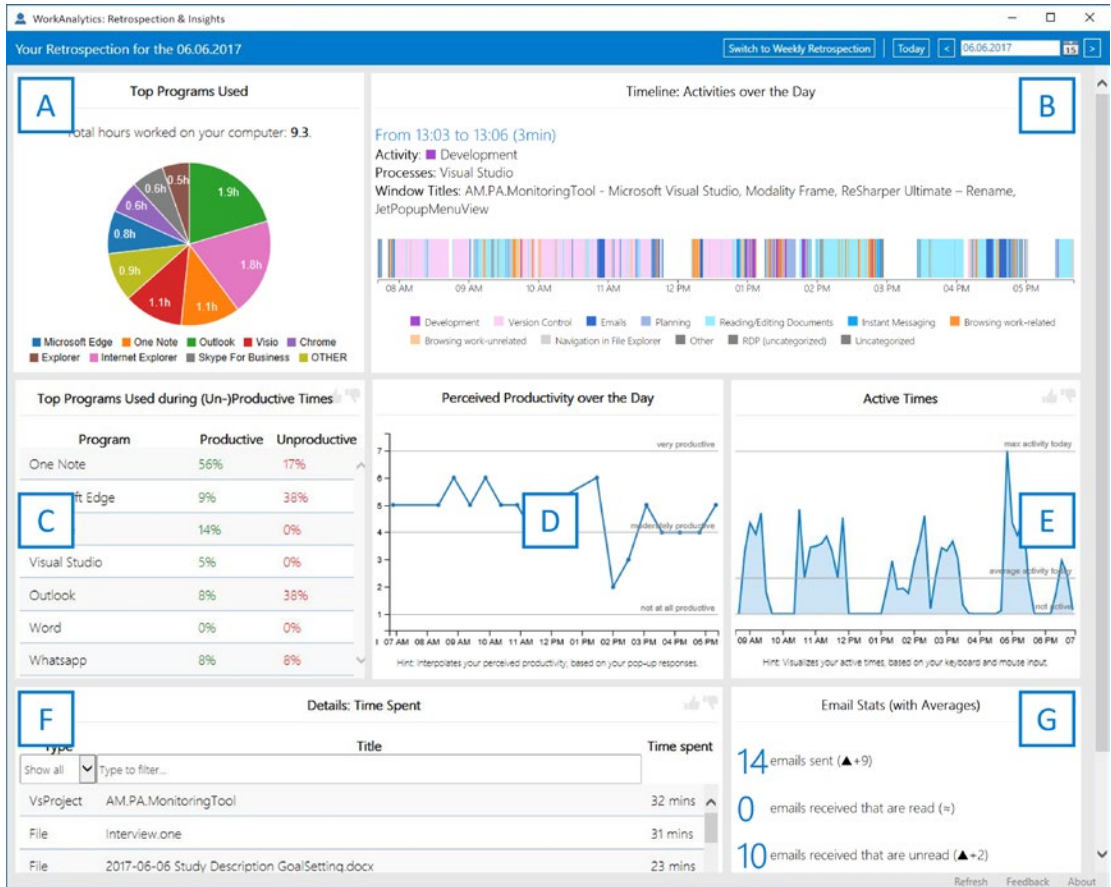 WorkAnalytics: Retrospection & Insights
Your Retrospection for the 06.06.2017
Switch to Weekly Retrospection
Today
<
06.06.2017
15
>
A
Top Programs Used
Total hours worked on your computer: 9.3.
1.9h
1.8h
1.1h
1.1h
0.9h
0.8h
0.6h
0.6h
0.5h
Microsoft Edge One Note Outlook Visio Chrome
Explorer Internet Explorer Skype For Business OTHER
Timeline: Activities over the Day
B
From 13:03 to 13:06 (3min)
Activity: Development
Processes: Visual Studio
Window Titles: AM.PA.MonitoringTool - Microsoft Visual Studio, Modality Frame, ReSharper Ultimate – Rename,
JetPopupMenuView
08 AM 09 AM 10 AM 11 AM 12 PM 01 PM 02 PM 03 PM 04 PM 05 PM
Development Version Control Emails Planning Reading/Editing Documents Instant Messaging Browsing work-related
Browsing work-unrelated Navigation in File Explorer Other RDP (uncategorized) Uncategorized
Top Programs Used during (Un-)Productive Times
Program Productive Unproductive
One Note 56% 17%
ft Edge 9% 38%
C
14% 0%
Visual Studio 5% 0%
Outlook 8% 38%
Word 0% 0%
Whatsapp 8% 8%
Perceived Productivity over the Day
very productive
7
6
5
D
moderately productive
4
3
2
not at all productive
1
07 AM 08 AM 09 AM 10 AM 11 AM 12 PM 01 PM 02 PM 03 PM 04 PM 05 PM
Hint: Interpolates your perceived productivity, based on your pop-up responses.
Active Times
max activity today
E
average activity today
not active
09 AM 10 AM 11 AM 12 PM 01 PM 02 PM 03 PM 04 PM 05 PM 06 PM 07
Hint: Visualizes your active times, based on your keyboard and mouse input.
F
Details: Time Spent
Type Title Time spent
Show all Type to filter...
VsProject AM.PA.MonitoringTool 32 mins
File Interview.one 31 mins
File 2017-06-06 Study Description GoalSetting.docx 23 mins
Email Stats (with Averages)
G
14 emails sent (▲+9)
0 emails received that are read (≈)
10 emails received that are unread (▲+2)
Refresh Feedback About